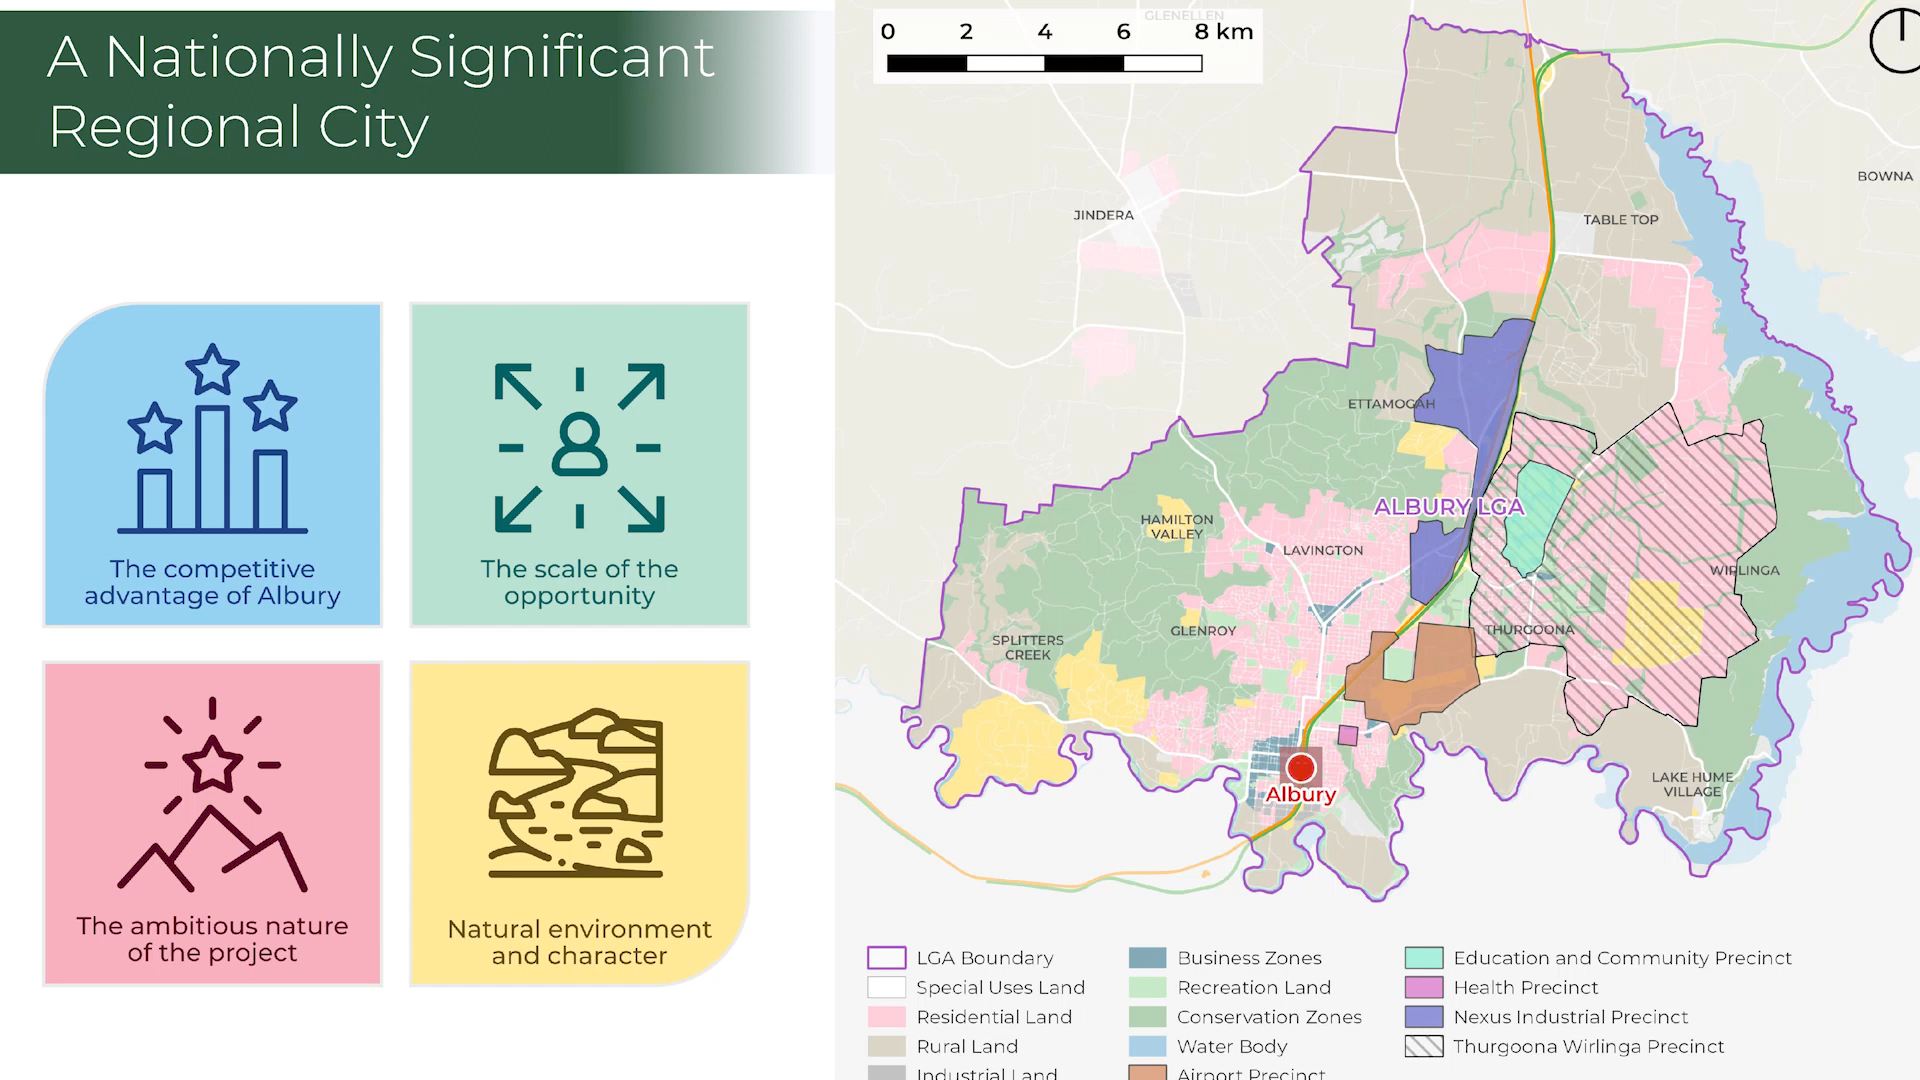 A Nationally Significant
Regional City
The competitive
advantage of Albury
The scale of the
opportunity
The ambitious nature
of the project
Natural environment
and character
0 2 4 6 8 km
GLENELLEN
BOWNA
JINDERA
TABLE TOP
ETTAMOGAH
ALBURY LGA
HAMILTON
VALLEY
LAVINGTON
WIRLINGA
GLENROY
THURGOONA
SPLITTERS
CREEK
LAKE HUME
VILLAGE
Albury
LGA Boundary
Special Uses Land
Residential Land
Rural Land
Industrial Land
Business Zones
Recreation Land
Conservation Zones
Water Body
Airport Precinct
Education and Community Precinct
Health Precinct
Nexus Industrial Precinct
Thurgoona Wirlinga Precinct